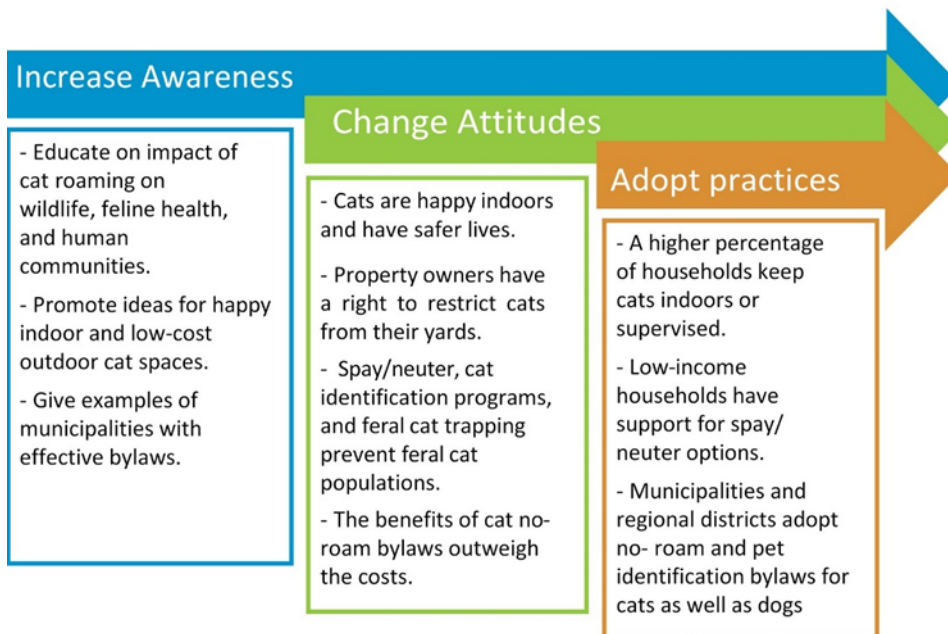 Increase Awareness
- Educate on impact of
cat roaming on
wildlife, feline health,
and human
communities.
- Promote ideas for happy
indoor and low-cost
outdoor cat spaces.
- Give examples of
municipalities with
effective bylaws.
Change Attitudes
- Cats are happy indoors
and have safer lives.
- Property owners have
a right to restrict cats
from their yards.
- Spay/neuter, cat
identification programs,
and feral cat trapping
prevent feral cat
populations.
- The benefits of cat no-
roam bylaws outweigh
the costs.
Adopt practices
- A higher percentage
of households keep
cats indoors or
supervised.
- Low-income
households have
support for spay/
neuter options.
- Municipalities and
regional districts adopt
no- roam and pet
identification bylaws for
cats as well as dogs